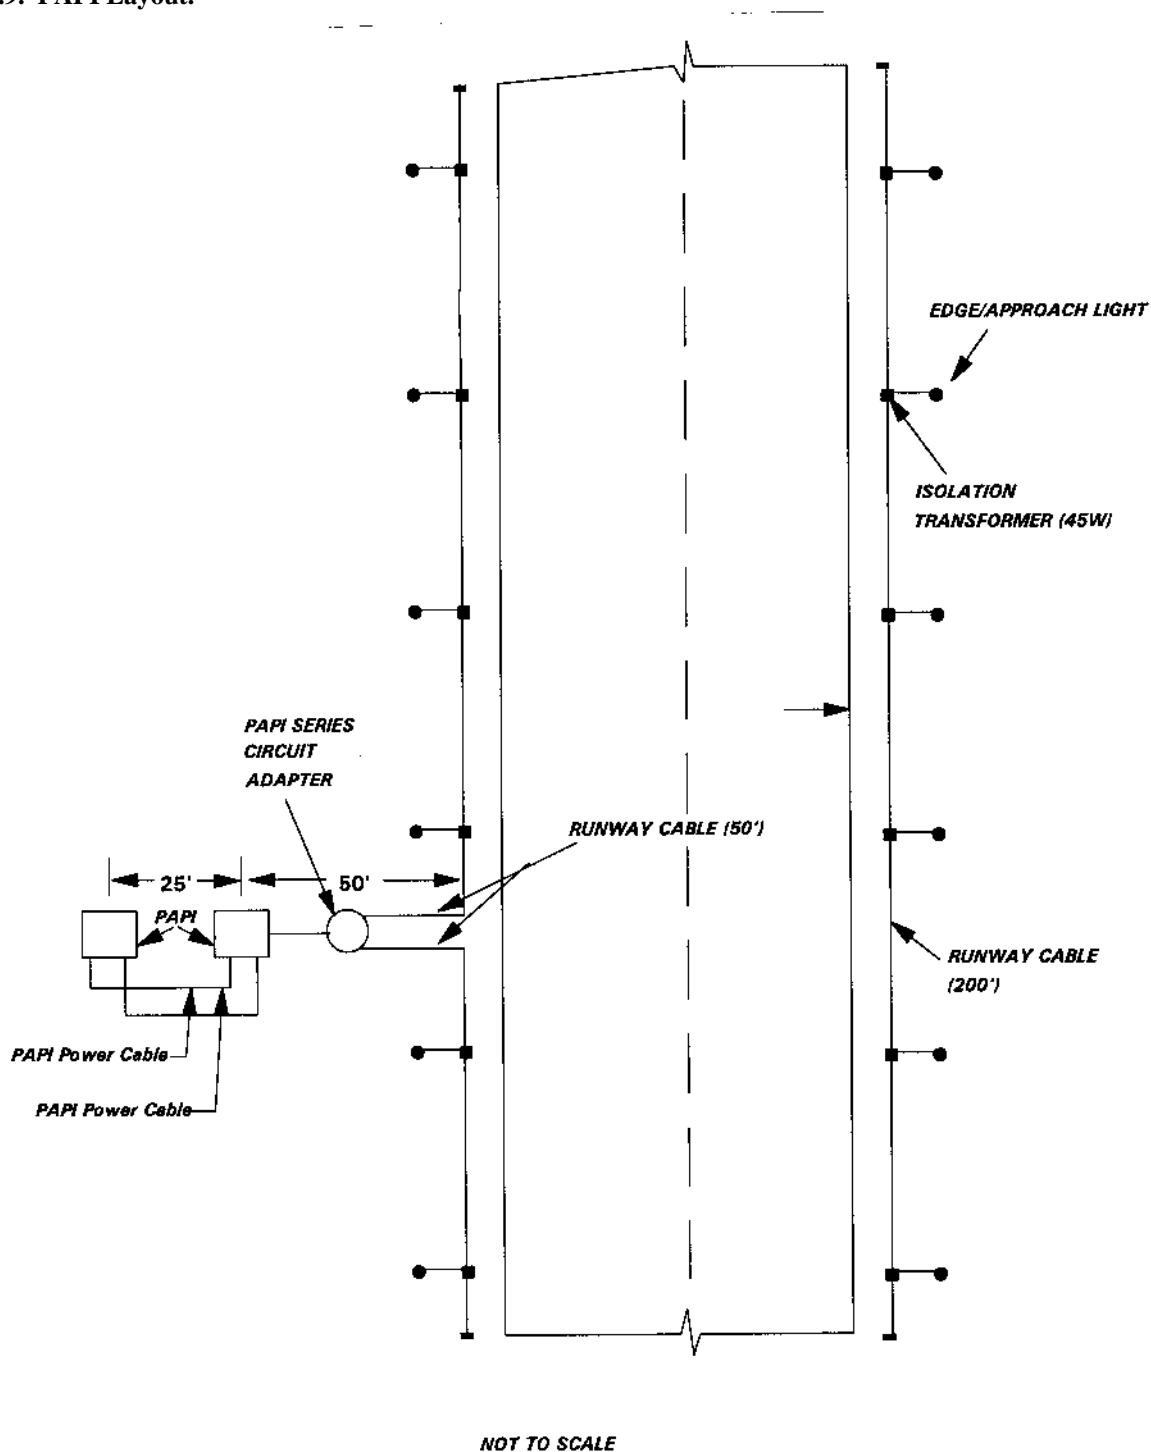 .9. PAPI Layout.
EDGE/APPROACH LIGHT
ISOLATION
TRANSFORMER (45W)
PAPI SERIES
CIRCUIT
ADAPTER
RUNWAY CABLE (50')
25'
50'
PAPI
RUNWAY CABLE
(200')
PAPI Power Cable
PAPI Power Cable
NOT TO SCALE